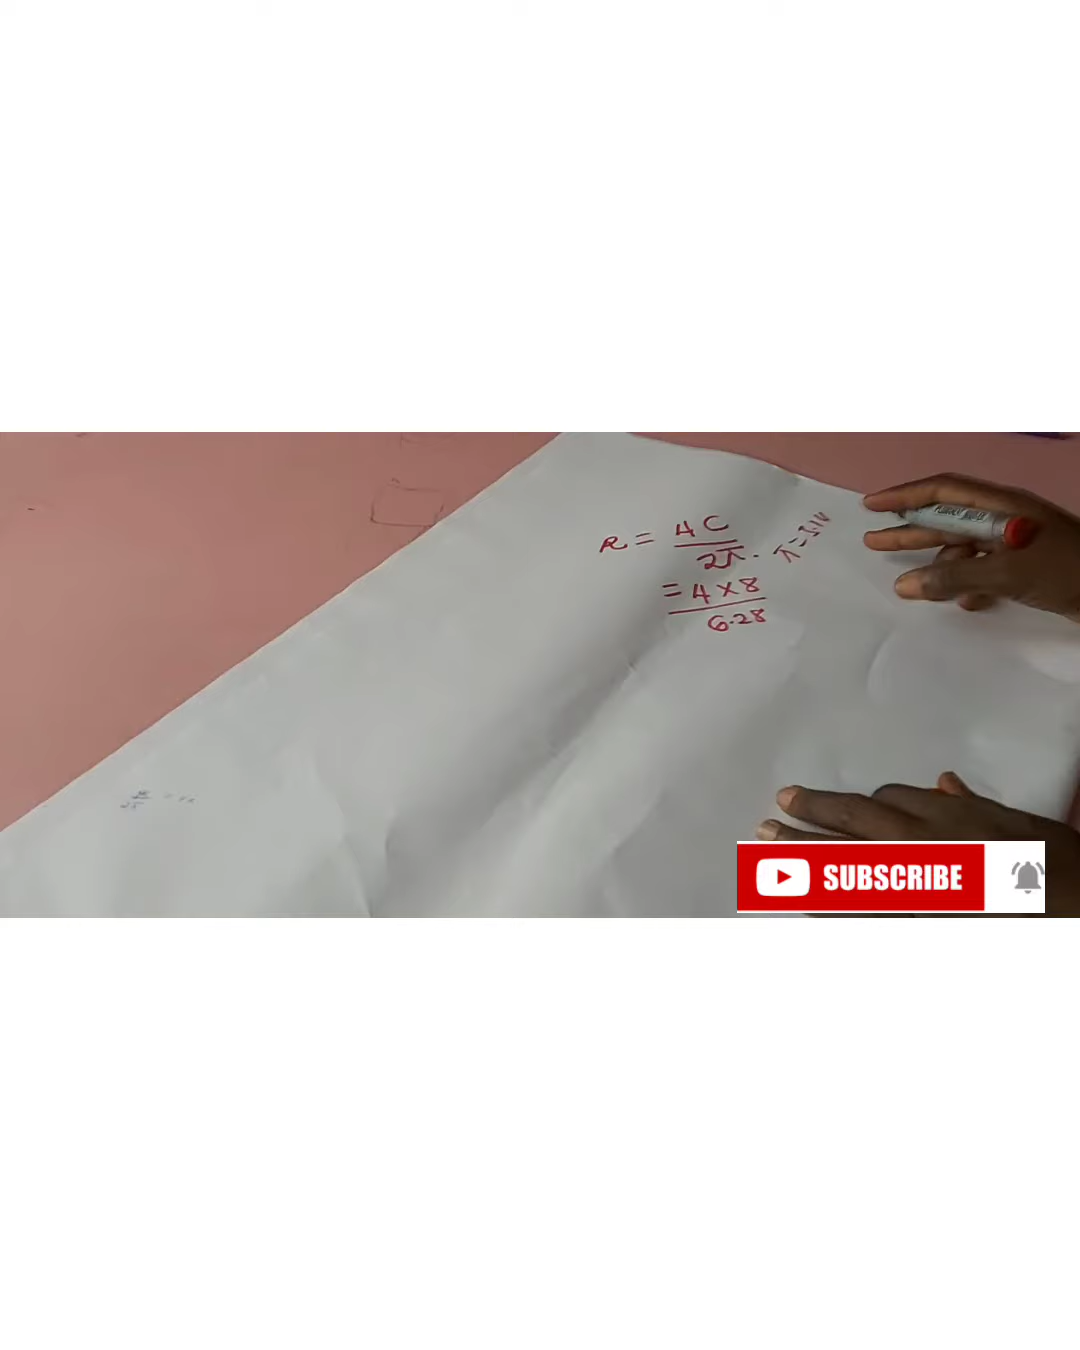 R = 4C
2π.
π = 3.14
= 4 × 8
6.28
SUBSCRIBE